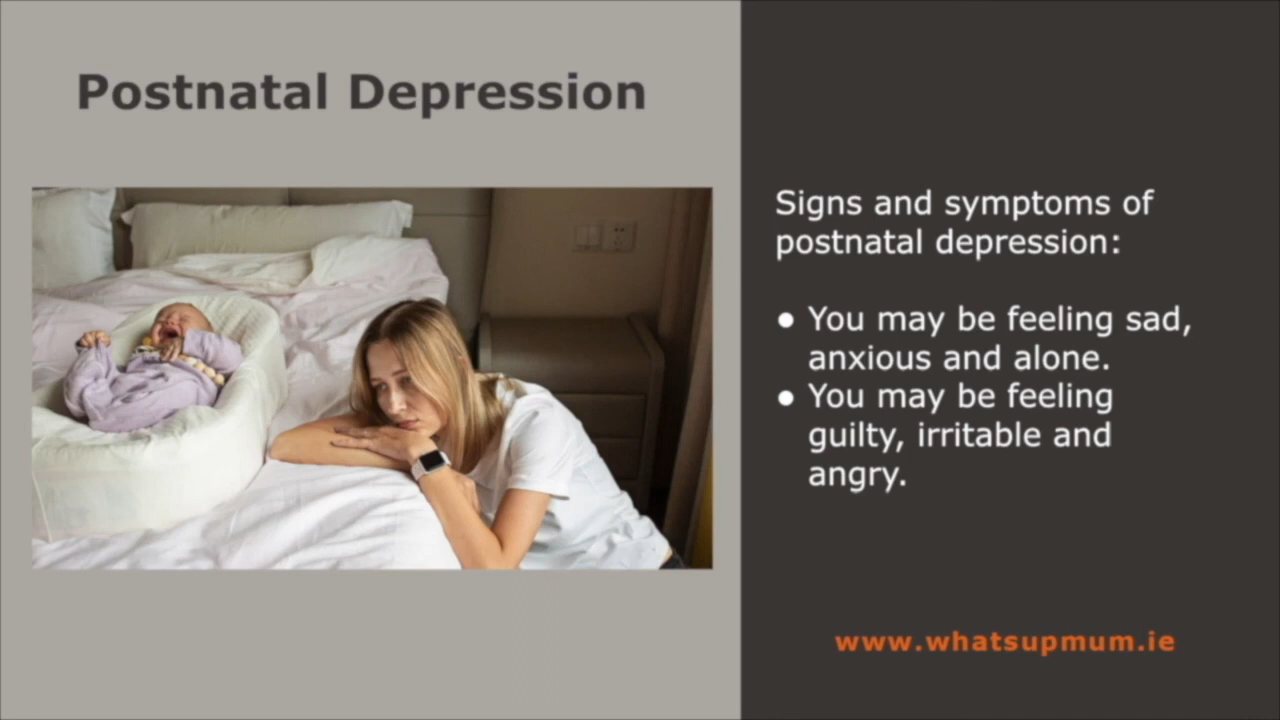 Postnatal Depression
Signs and symptoms of
postnatal depression:
● You may be feeling sad,
anxious and alone.
● You may be feeling
guilty, irritable and
angry.
www.whatsupmum.ie